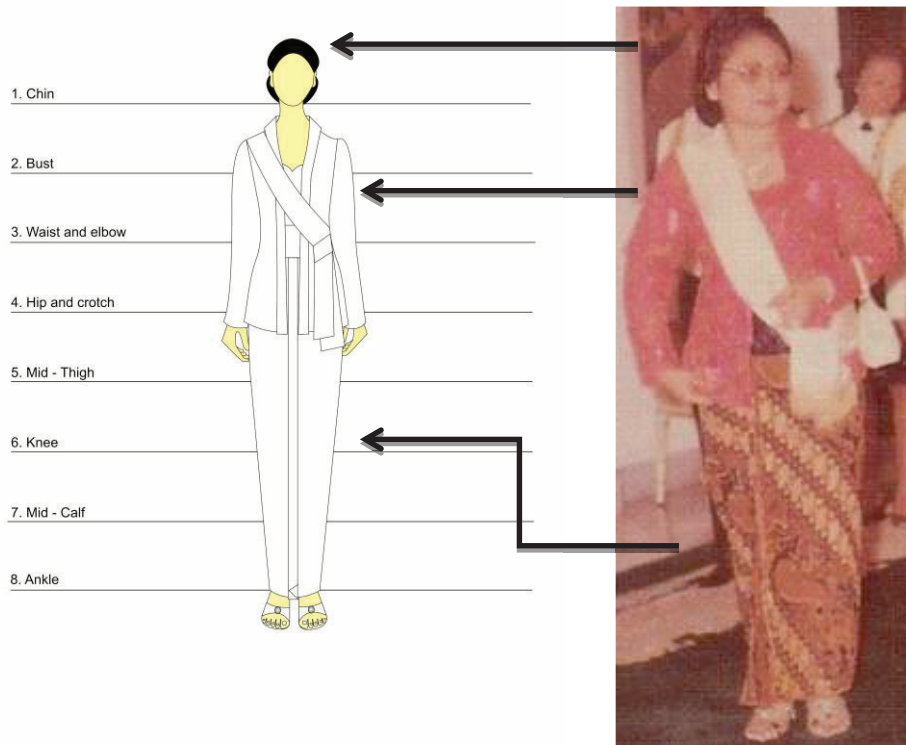 1. Chin
2. Bust
3. Waist and elbow
4. Hip and crotch
5. Mid - Thigh
6. Knee
7. Mid - Calf
8. Ankle